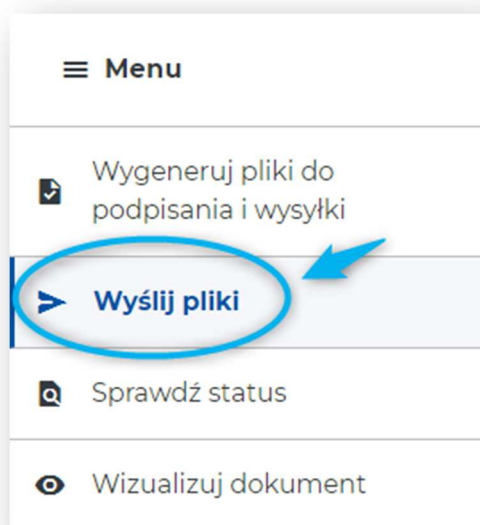 Menu
Wygeneruj pliki do
podpisania i wysyłki
Wyślij pliki
Sprawdź status
Wizualizuj dokument